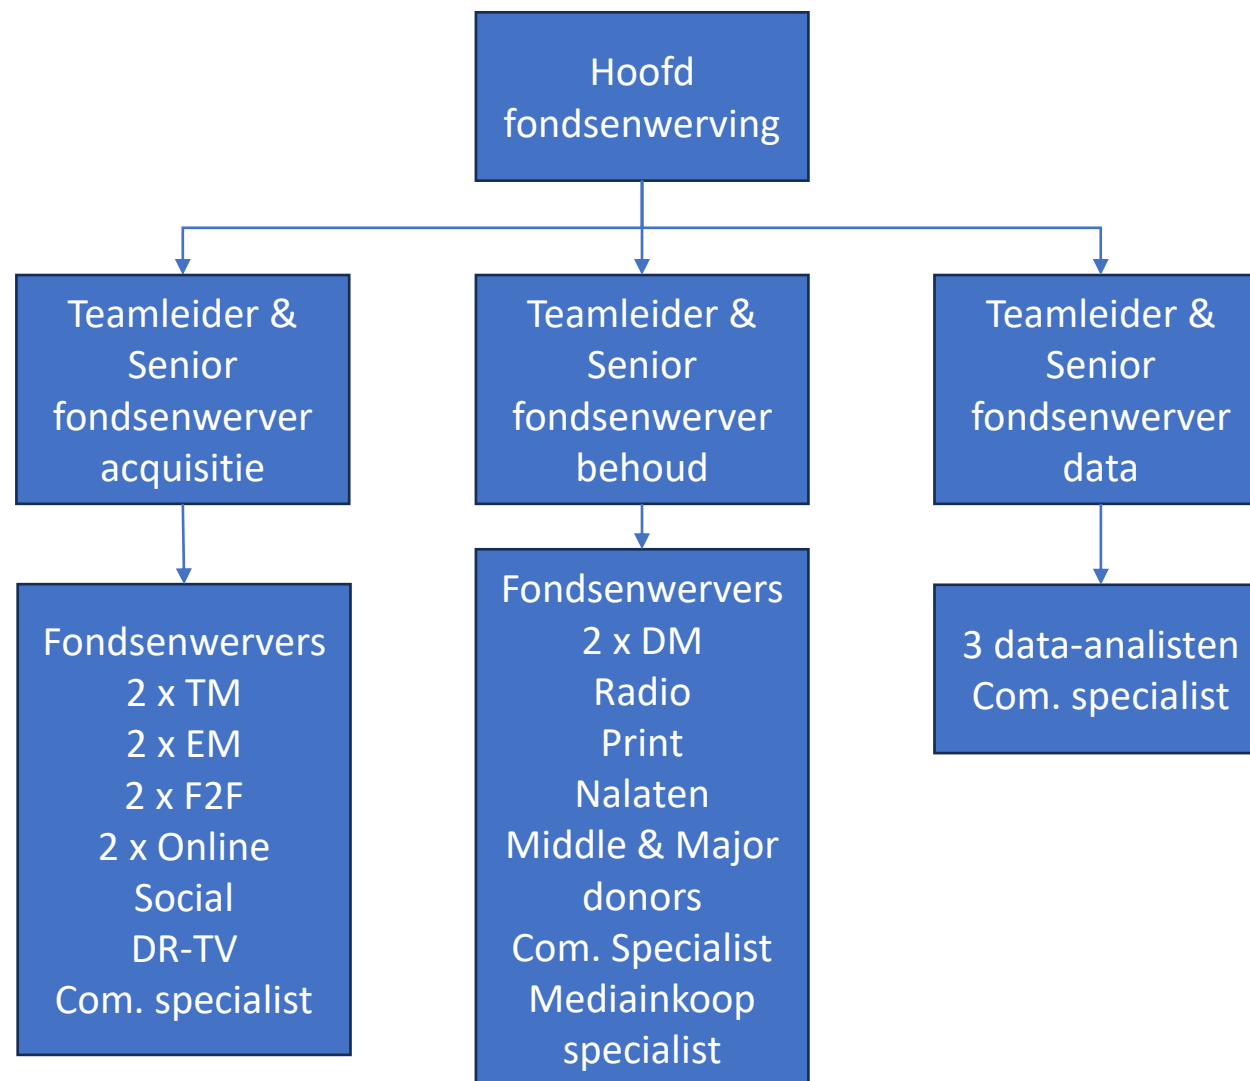 Hoofd
fondsenwerving
Teamleider &
Senior
fondsenwerver
acquisitie
Teamleider &
Senior
fondsenwerver
behoud
Teamleider &
Senior
fondsenwerver
data
Fondsenwervers
2 x TM
2 x EM
2 x F2F
2 x Online
Social
DR-TV
Com. specialist
Fondsenwervers
2 x DM
Radio
Print
Nalaten
Middle & Major
donors
Com. Specialist
Mediainkoop
specialist
3 data-analisten
Com. specialist